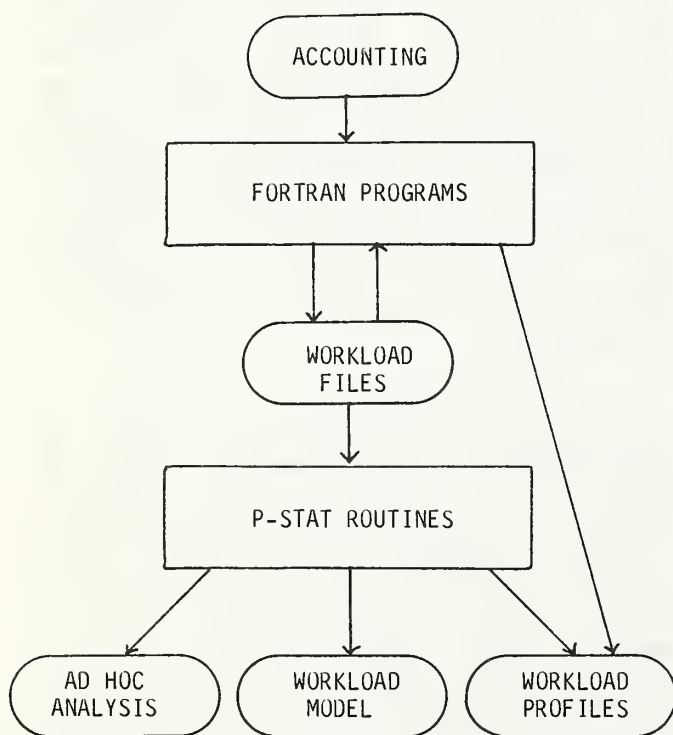 ACCOUNTING
FORTRAN PROGRAMS
WORKLOAD
FILES
P-STAT ROUTINES
AD HOC
ANALYSIS
WORKLOAD
MODEL
WORKLOAD
PROFILES